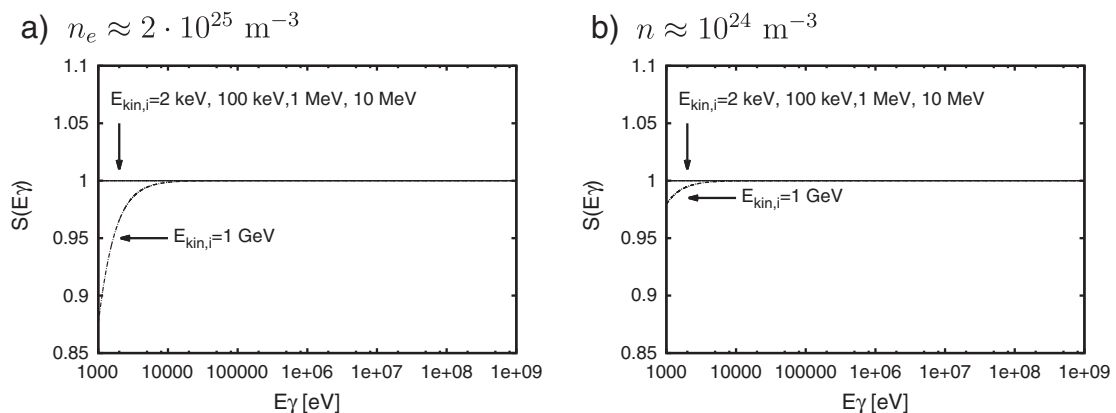 a) n_e ≈ 2 · 10^25 m^−3
1.1
1.05
1
0.95
0.9
0.85
S(Eγ)
E_kin,i=2 keV, 100 keV,1 MeV, 10 MeV
E_kin,i=1 GeV
1000 10000 100000 1e+06 1e+07 1e+08 1e+09
Eγ [eV]
b) n ≈ 10^24 m^−3
1.1
1.05
1
0.95
0.9
0.85
S(Eγ)
E_kin,i=2 keV, 100 keV,1 MeV, 10 MeV
E_kin,i=1 GeV
1000 10000 100000 1e+06 1e+07 1e+08 1e+09
Eγ [eV]